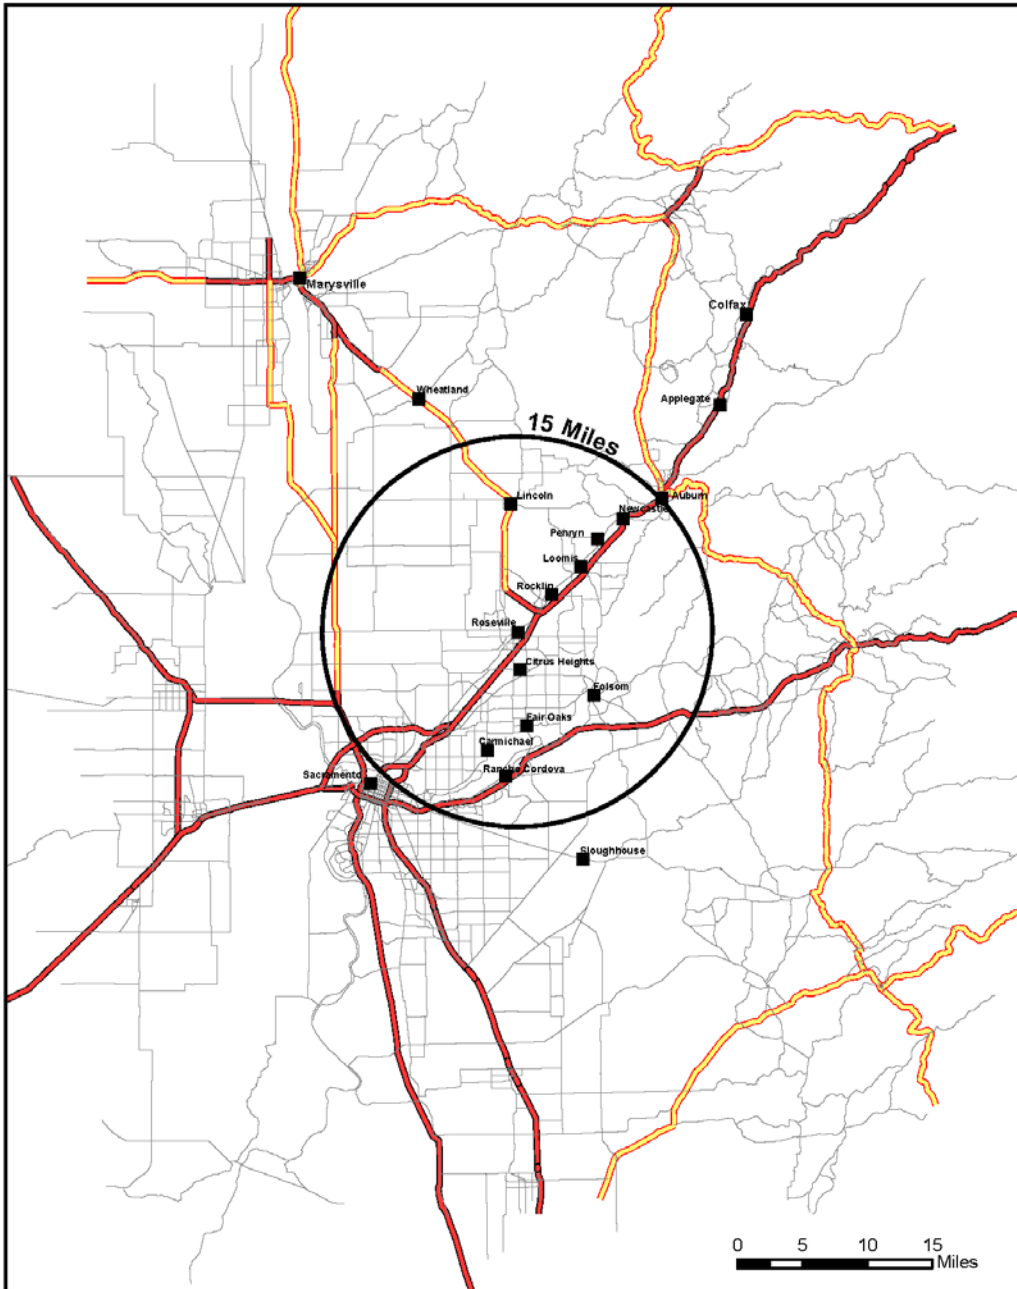 Marysville
Colfax
Wheatland
Applegate
15 Miles
Lincoln
Auburn
Newcastle
Penryn
Loomis
Rocklin
Roseville
Citrus Heights
Folsom
Fair Oaks
Carmichael
Rancho Cordova
Sacramento
Sloughhouse
0 5 10 15
Miles